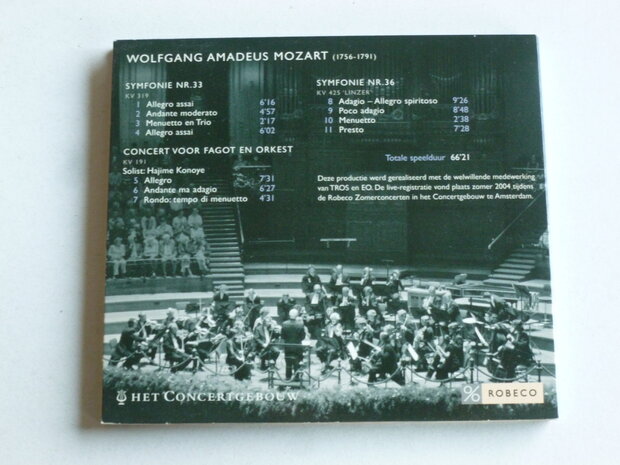 WOLFGANG AMADEUS MOZART (1756-1791)
SYMFONIE NR.33
KV 319
1 Allegro assai 6'16
2 Andante moderato 4'57
3 Menuetto en Trio 2'17
4 Allegro assai 6'02
CONCERT VOOR FAGOT EN ORKEST
KV 191
Solist: Hajime Konoye
5 Allegro 7'31
6 Andante ma adagio 6'27
7 Rondo: tempo di menuetto 4'31
SYMFONIE NR.36
KV 425 'LINZER'
8 Adagio – Allegro spiritoso 9'26
9 Poco adagio 8'48
10 Menuetto 2'38
11 Presto 7'28
Totale speelduur 66'21
Deze productie werd gerealiseerd met de welwillende medewerking
van TROS en EO. De live-registratie vond plaats zomer 2004 tijdens
de Robeco Zomerconcerten in het Concertgebouw te Amsterdam.
HET CONCERTGEBOUW
% ROBECO